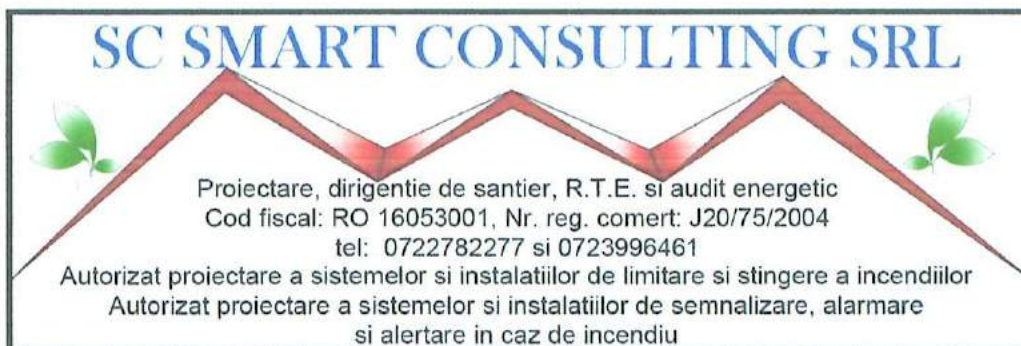 SC SMART CONSULTING SRL
Proiectare, dirigentie de santier, R.T.E. si audit energetic
Cod fiscal: RO 16053001, Nr. reg. comert: J20/75/2004
tel: 0722782277 si 0723996461
Autorizat proiectare a sistemelor si instalatiilor de limitare si stingere a incendiilor
Autorizat proiectare a sistemelor si instalatiilor de semnalizare, alarmare
si alertare in caz de incendiu